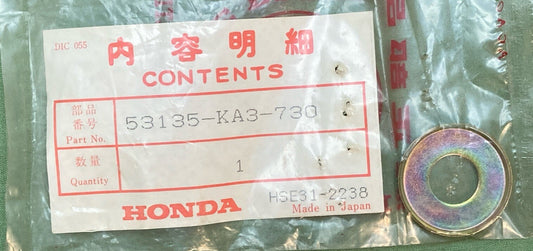 DIC 055
内容明細
CONTENTS
部品
番号
Part No.
53135-KA3-730
数量
Quantity
1
HSE31-2238
HONDA
Made in Japan